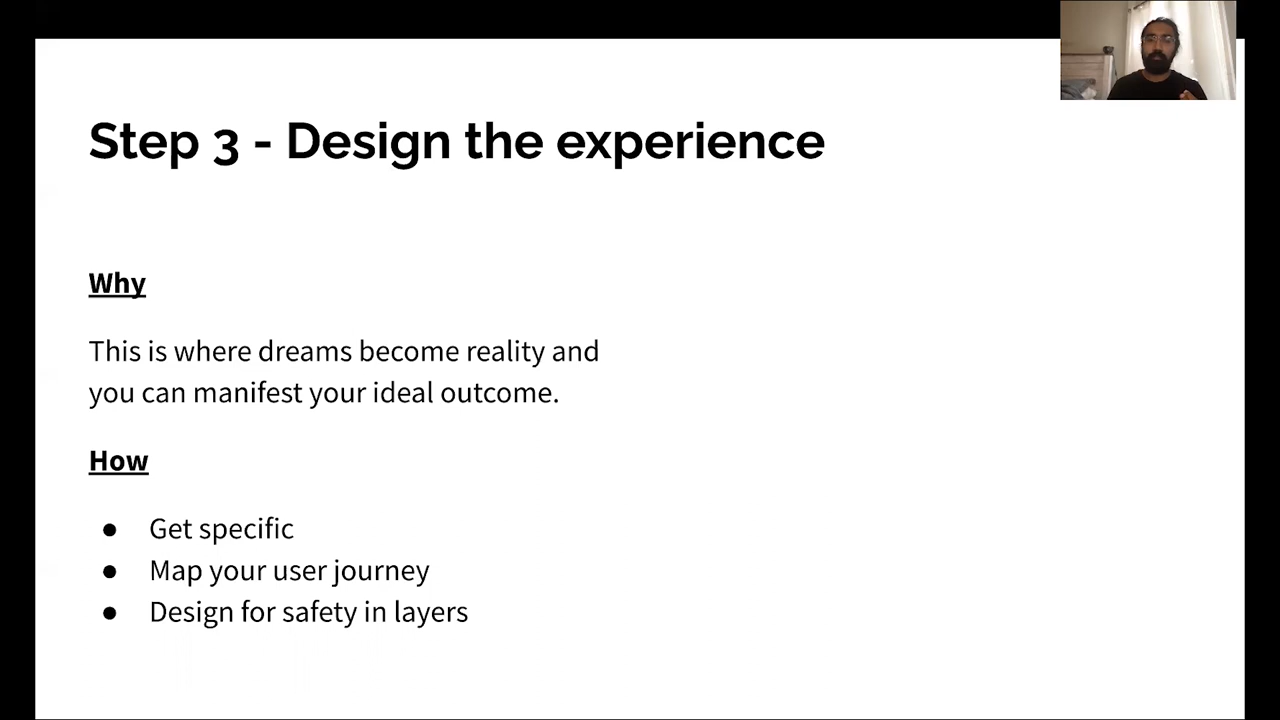 Step 3 - Design the experience
Why
This is where dreams become reality and
you can manifest your ideal outcome.
How
● Get specific
● Map your user journey
● Design for safety in layers